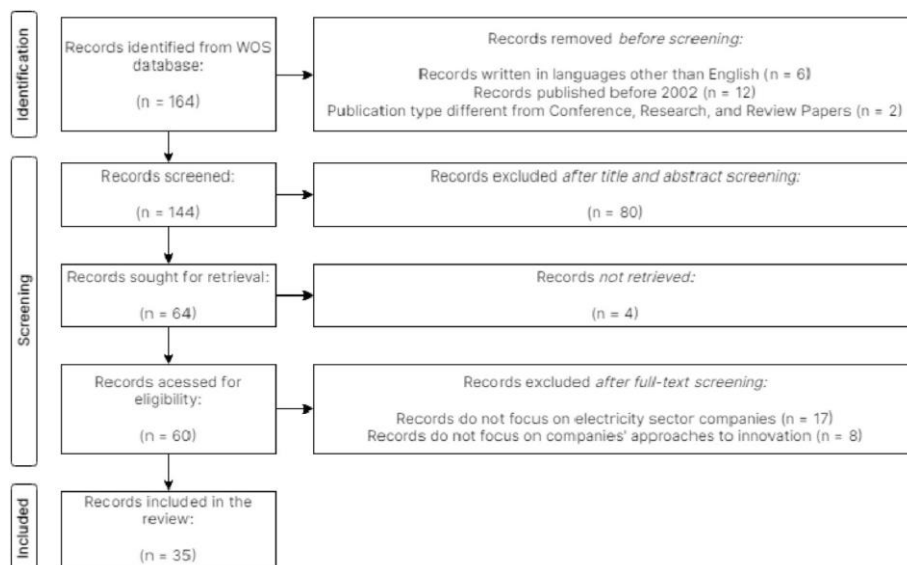 Identification
Records identified from WOS
database:
(n = 164)
Records removed before screening:
Records written in languages other than English (n = 6)
Records published before 2002 (n = 12)
Publication type different from Conference, Research, and Review Papers (n = 2)
Screening
Records screened:
(n = 144)
Records excluded after title and abstract screening:
(n = 80)
Records sought for retrieval:
(n = 64)
Records not retrieved:
(n = 4)
Records acessed for
eligibility:
(n = 60)
Records excluded after full-text screening:
Records do not focus on electricity sector companies (n = 17)
Records do not focus on companies' approaches to innovation (n = 8)
Included
Records included in the
review:
(n = 35)